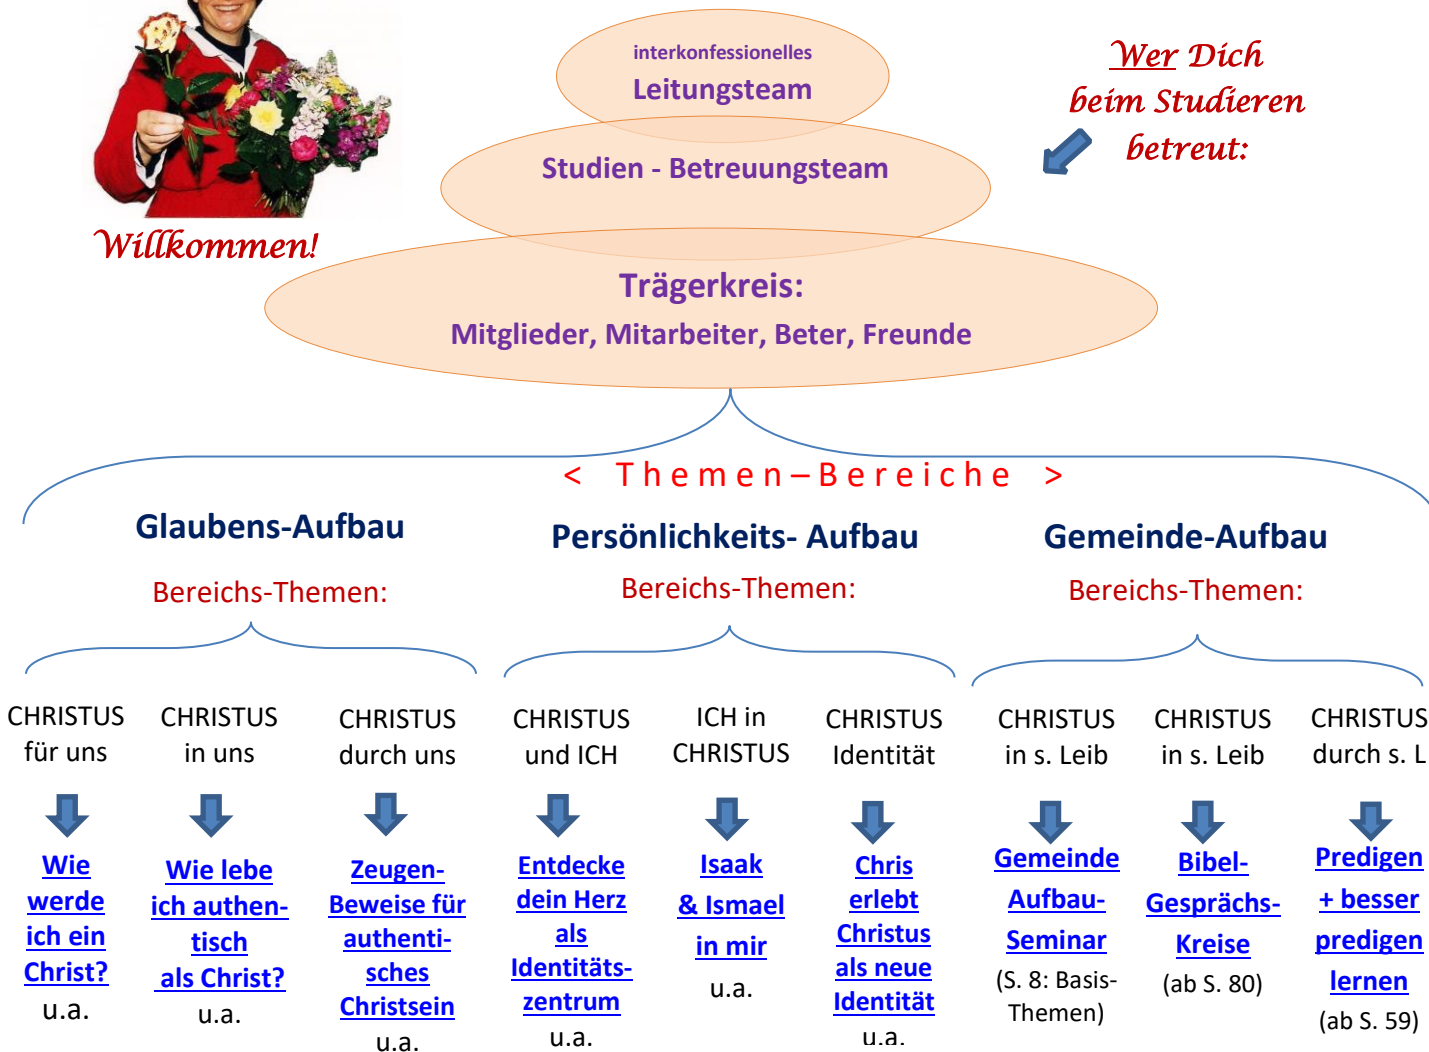 interkonfessionelles
Leitungsteam
Wer Dich
beim Studieren
betreut:
Studien - Betreuungsteam
Willkommen!
Trägerkreis:
Mitglieder, Mitarbeiter, Beter, Freunde
< Themen–Bereiche >
Glaubens-Aufbau
Bereichs-Themen:
Persönlichkeits- Aufbau
Bereichs-Themen:
Gemeinde-Aufbau
Bereichs-Themen:
CHRISTUS
für uns
Wie
werde
ich ein
Christ?
u.a.
CHRISTUS
in uns
Wie lebe
ich authen-
tisch
als Christ?
u.a.
CHRISTUS
durch uns
Zeugen-
Beweise für
authenti-
sches
Christsein
u.a.
CHRISTUS
und ICH
Entdecke
dein Herz
als
Identitäts-
zentrum
u.a.
ICH in
CHRISTUS
Isaak
& Ismael
in mir
u.a.
CHRISTUS
Identität
Chris
erlebt
Christus
als neue
Identität
u.a.
CHRISTUS
in s. Leib
Gemeinde
Aufbau-
Seminar
(S. 8: Basis-
Themen)
CHRISTUS
in s. Leib
Bibel-
Gesprächs-
Kreise
(ab S. 80)
CHRISTUS
durch s. L
Predigen
+ besser
predigen
lernen
(ab S. 59)